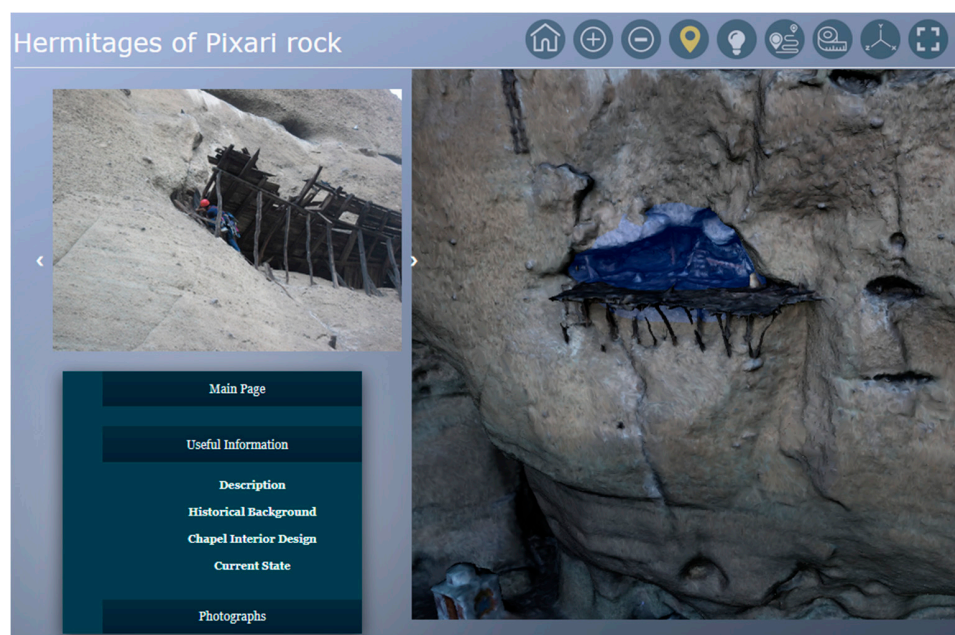 Hermitages of Pixari rock
Main Page
Useful Information
Description
Historical Background
Chapel Interior Design
Current State
Photographs